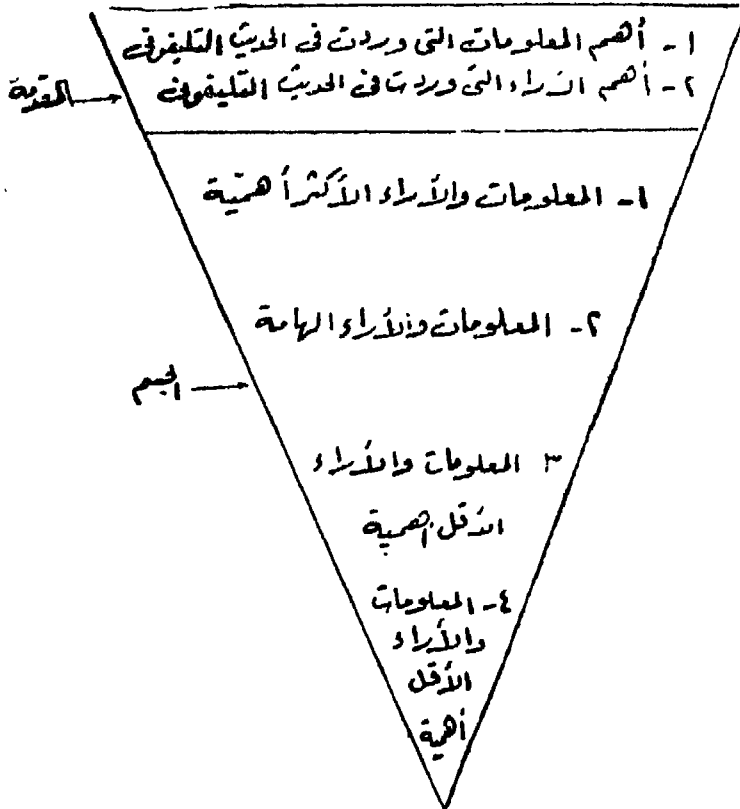 ١- أهم المعلومات التى وردت فى الحديث التليفونى
٢- أهم الآراء التى وردت فى الحديث التليفونى
المقدمة
١- المعلومات والآراء الأكثر أهمية
٢- المعلومات والآراء الهامة
الجسم
٣ المعلومات والآراء
الأقل أهمية
٤- المعلومات
والآراء
الأقل
أهمية